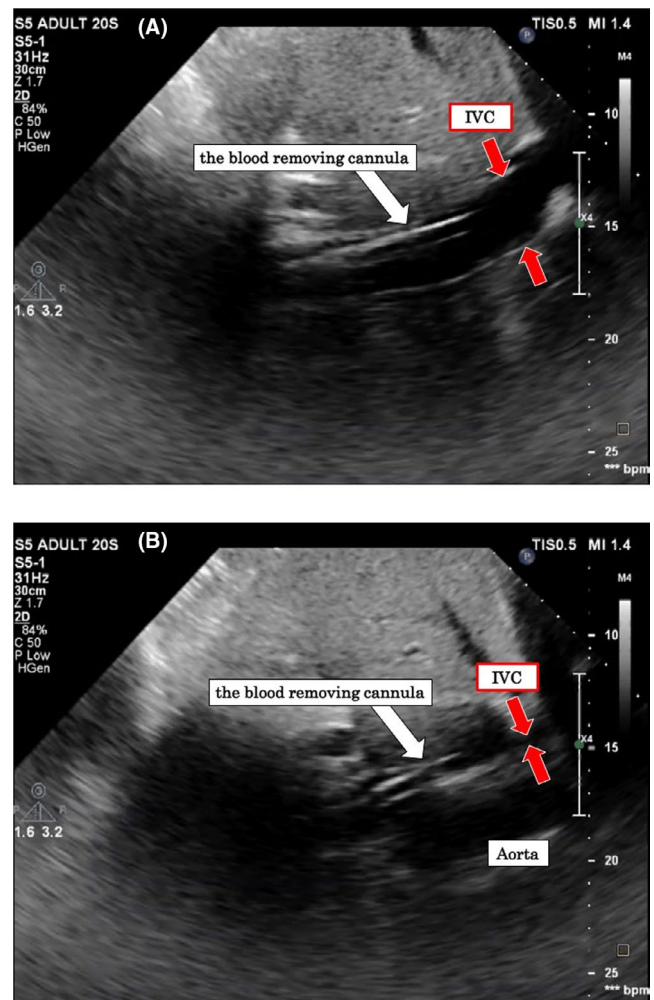 S5 ADULT 20S
(A)
TIS0.5 MI 1.4
S5-1
31Hz
30cm
Z 1.7
2D
84%
C 50
P Low
HGen
P
M4
10
IVC
the blood removing cannula
X4
15
G
P R
1.6 3.2
20
25
*** bpm
S5 ADULT 20S
(B)
TIS0.5 MI 1.4
S5-1
31Hz
30cm
Z 1.7
2D
84%
C 50
P Low
HGen
P
M4
10
IVC
the blood removing cannula
X4
15
G
P R
1.6 3.2
Aorta
20
25
*** bpm